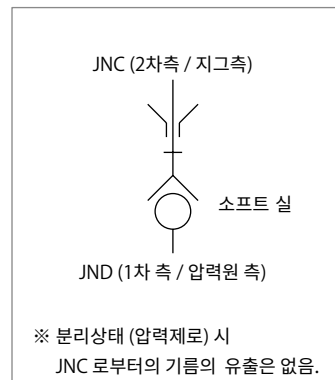 JNC (2차측 / 지그측)
소프트 실
JND (1차 측 / 압력원 측)
※ 분리상태 (압력제로) 시
JNC 로부터의 기름의 유출은 없음.